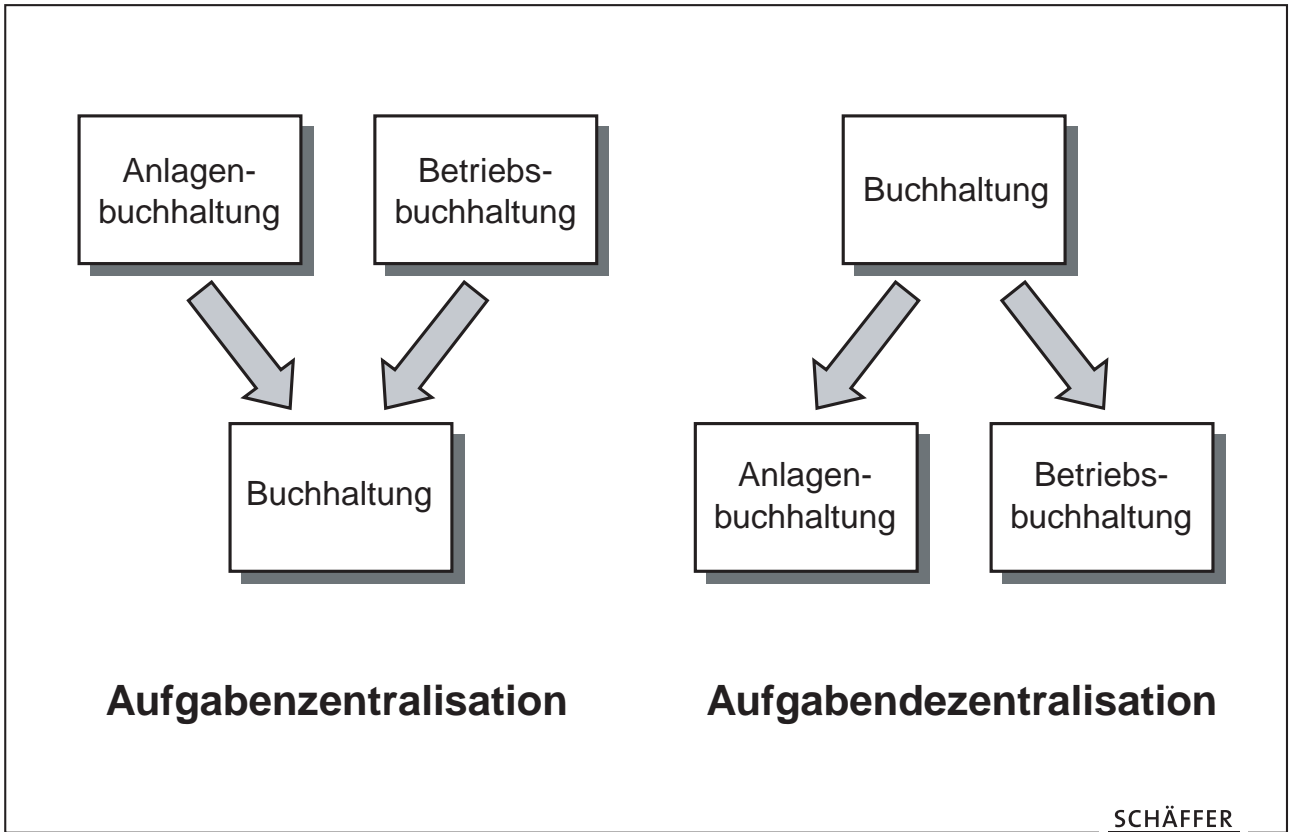 Anlagen-
buchhaltung
Betriebs-
buchhaltung
Buchhaltung
Aufgabenzentralisation
Buchhaltung
Anlagen-
buchhaltung
Betriebs-
buchhaltung
Aufgabendezentralisation
SCHÄFFER